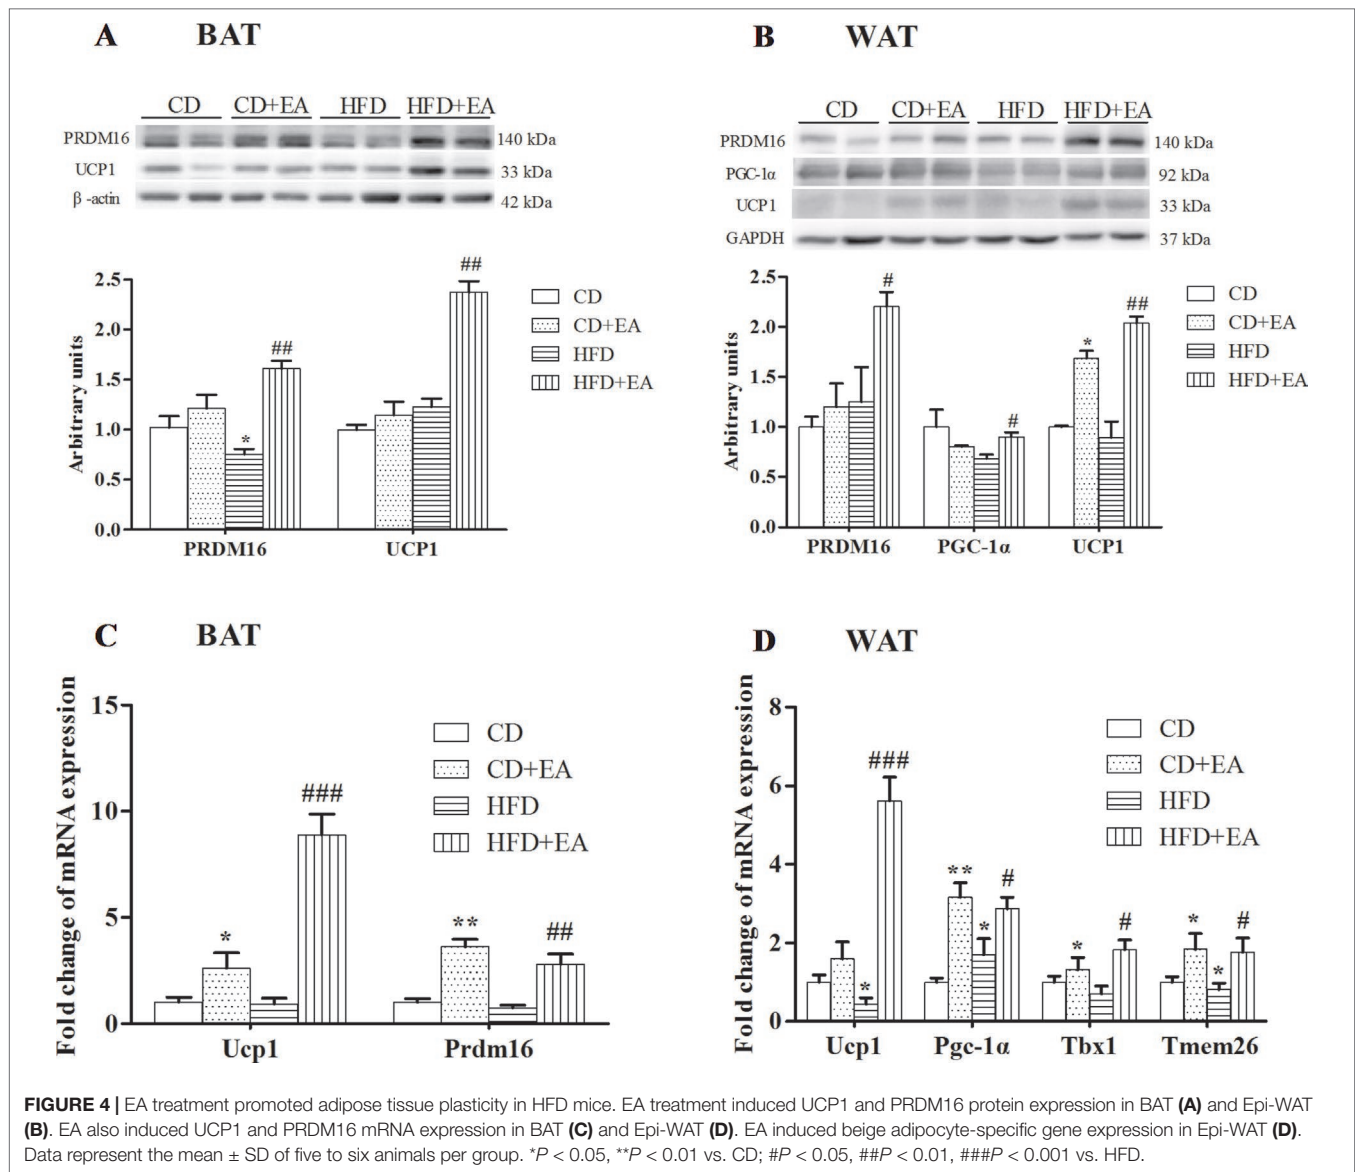 A BAT
CD CD+EA HFD HFD+EA
PRDM16 140 kDa
UCP1 33 kDa
β-actin 42 kDa
Arbitrary units
2.5
2.0
1.5
1.0
0.5
0.0
##
*
##
PRDM16 UCP1
CD
CD+EA
HFD
HFD+EA
B WAT
CD CD+EA HFD HFD+EA
PRDM16 140 kDa
PGC-1α 92 kDa
UCP1 33 kDa
GAPDH 37 kDa
Arbitrary units
2.5
2.0
1.5
1.0
0.5
0.0
#
#
*
##
PRDM16 PGC-1α UCP1
CD
CD+EA
HFD
HFD+EA
C BAT
Fold change of mRNA expression
15
10
5
0
*
###
**
##
Ucp1 Prdm16
CD
CD+EA
HFD
HFD+EA
D WAT
Fold change of mRNA expression
8
6
4
2
0
*
###
**
*
#
*
#
*
*
#
Ucp1 Pgc-1α Tbx1 Tmem26
CD
CD+EA
HFD
HFD+EA
FIGURE 4 | EA treatment promoted adipose tissue plasticity in HFD mice. EA treatment induced UCP1 and PRDM16 protein expression in BAT (A) and Epi-WAT
(B). EA also induced UCP1 and PRDM16 mRNA expression in BAT (C) and Epi-WAT (D). EA induced beige adipocyte-specific gene expression in Epi-WAT (D).
Data represent the mean ± SD of five to six animals per group. *P < 0.05, **P < 0.01 vs. CD; #P < 0.05, ##P < 0.01, ###P < 0.001 vs. HFD.